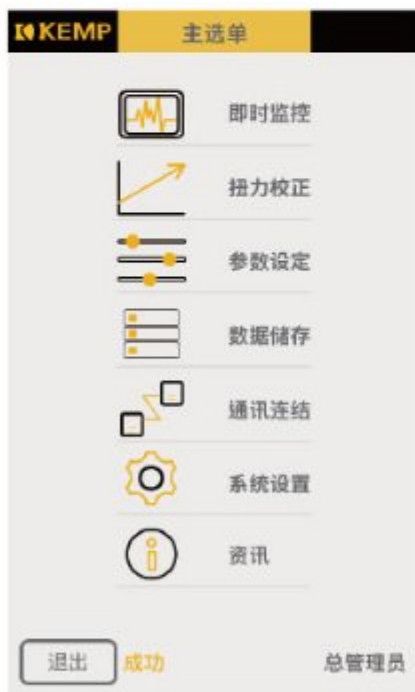 KEMP 主选单
即时监控
扭力校正
参数设定
数据储存
通讯连结
系统设置
资讯
退出 成功 总管理员